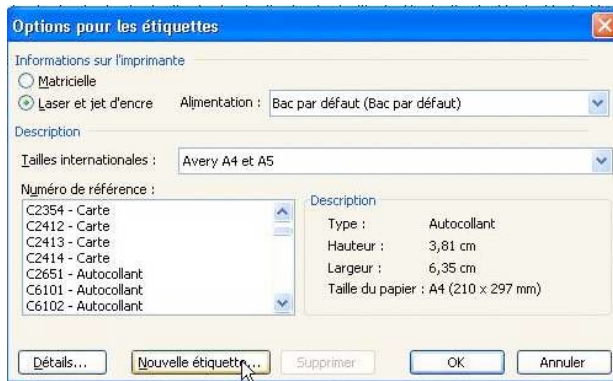 Options pour les étiquettes
Informations sur l'imprimante
Matricielle
Laser et jet d'encre Alimentation : Bac par défaut (Bac par défaut)
Description
Tailles internationales : Avery A4 et A5
Numéro de référence :
C2354 - Carte
C2412 - Carte
C2413 - Carte
C2414 - Carte
C2651 - Autocollant
C6101 - Autocollant
C6102 - Autocollant
Description
Type : Autocollant
Hauteur : 3,81 cm
Largeur : 6,35 cm
Taille du papier : A4 (210 x 297 mm)
Détails... Nouvelle étiquette... Supprimer OK Annuler